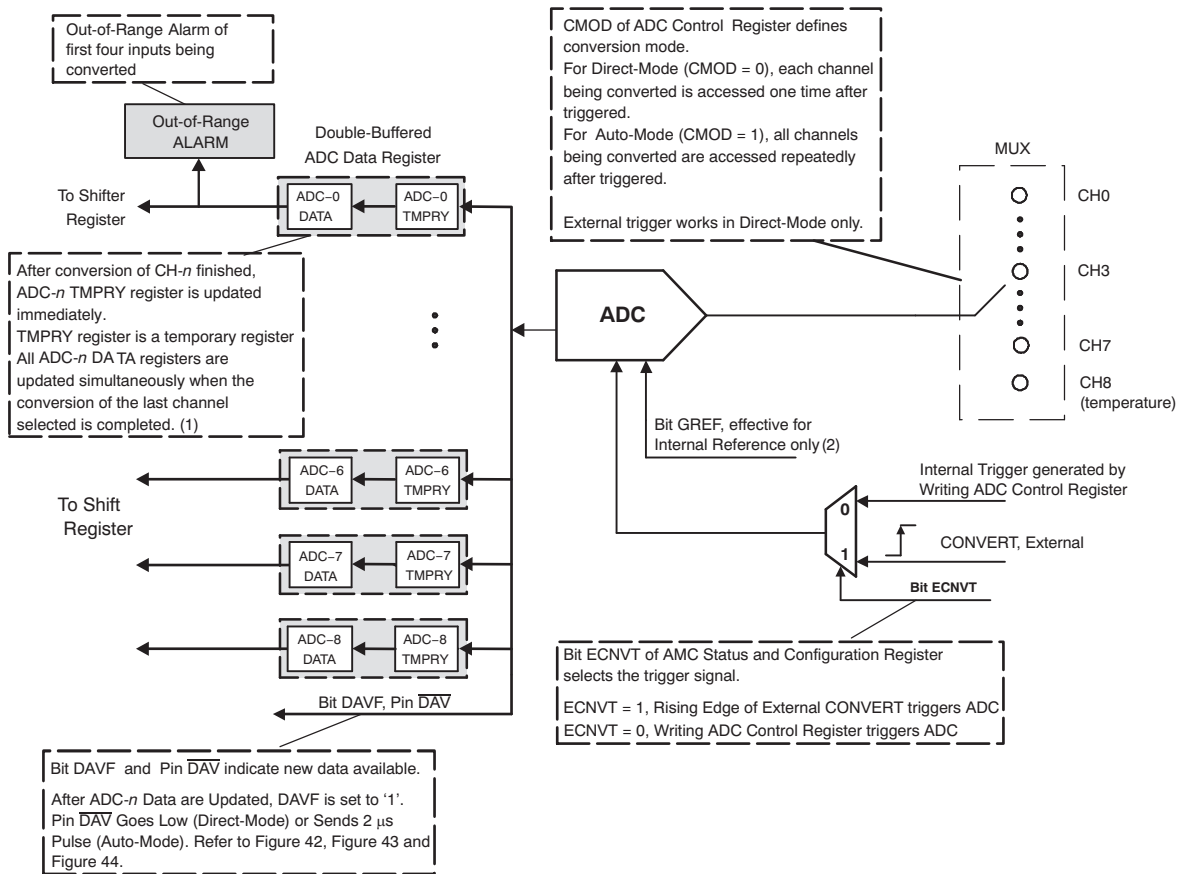 Out-of-Range Alarm of
first four inputs being
converted
Out-of-Range
ALARM
Double-Buffered
ADC Data Register
To Shifter
Register
ADC-0
DATA
ADC-0
TMPRY
CMOD of ADC Control Register defines
conversion mode.
For Direct-Mode (CMOD = 0), each channel
being converted is accessed one time after
triggered.
For Auto-Mode (CMOD = 1), all channels
being converted are accessed repeatedly
after triggered.
External trigger works in Direct-Mode only.
MUX
CH0
CH3
CH7
CH8
(temperature)
After conversion of CH-n finished,
ADC-n TMPRY register is updated
immediately.
TMPRY register is a temporary register
All ADC-n DA TA registers are
updated simultaneously when the
conversion of the last channel
selected is completed. (1)
ADC
Bit GREF, effective for
Internal Reference only (2)
To Shift
Register
ADC-6
DATA
ADC-6
TMPRY
ADC-7
DATA
ADC-7
TMPRY
ADC-8
DATA
ADC-8
TMPRY
Internal Trigger generated by
Writing ADC Control Register
0
1
CONVERT, External
Bit ECNVT
Bit ECNVT of AMC Status and Configuration Register
selects the trigger signal.
ECNVT = 1, Rising Edge of External CONVERT triggers ADC
ECNVT = 0, Writing ADC Control Register triggers ADC
Bit DAVF, Pin D̅A̅V̅
Bit DAVF and Pin D̅A̅V̅ indicate new data available.
After ADC-n Data are Updated, DAVF is set to ‘1’.
Pin D̅A̅V̅ Goes Low (Direct-Mode) or Sends 2 μs
Pulse (Auto-Mode). Refer to Figure 42, Figure 43 and
Figure 44.